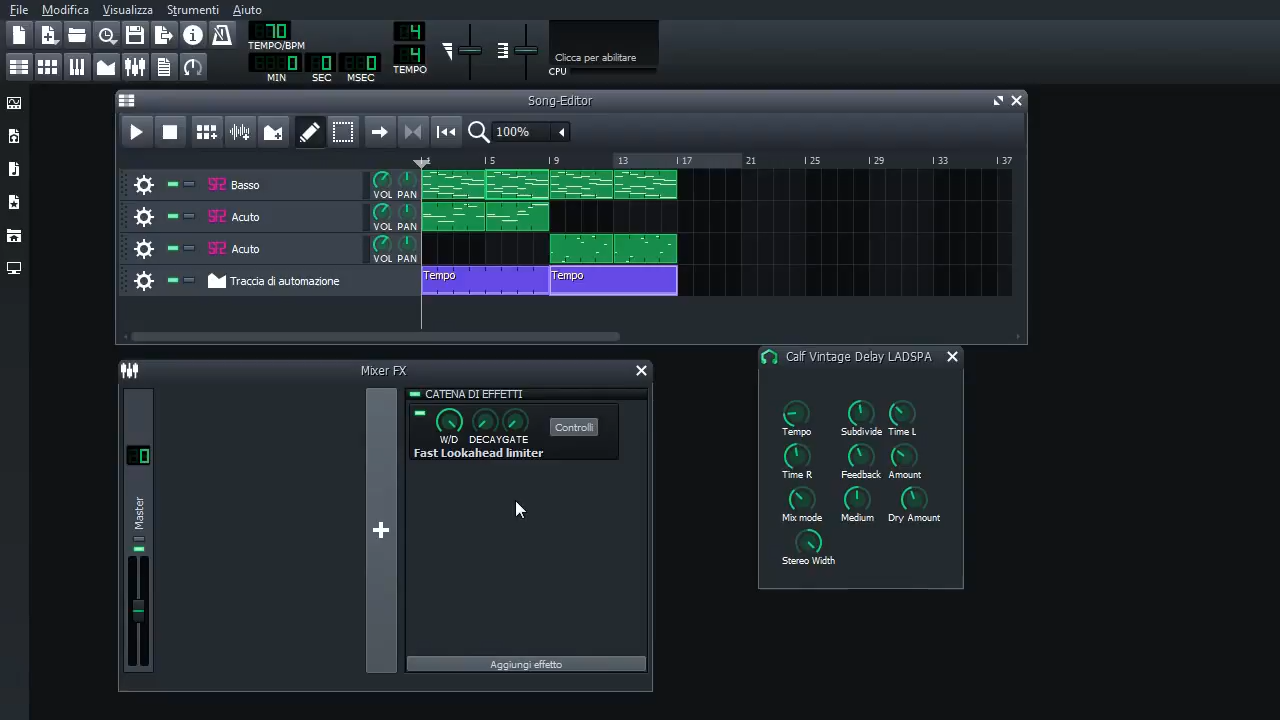 File Modifica Visualizza Strumenti Aiuto
70
TEMPO/BPM
0 0 0
MIN SEC MSEC
4
4
TEMPO
Clicca per abilitare
CPU
Song-Editor
100%
1 5 9 13 17 21 25 29 33 37
Basso VOL PAN
Acuto VOL PAN
Acuto VOL PAN
Traccia di automazione Tempo Tempo
Mixer FX
0
Master
CATENA DI EFFETTI
W/D DECAY GATE Controlli
Fast Lookahead limiter
Aggiungi effetto
Calf Vintage Delay LADSPA
Tempo Subdivide Time L
Time R Feedback Amount
Mix mode Medium Dry Amount
Stereo Width